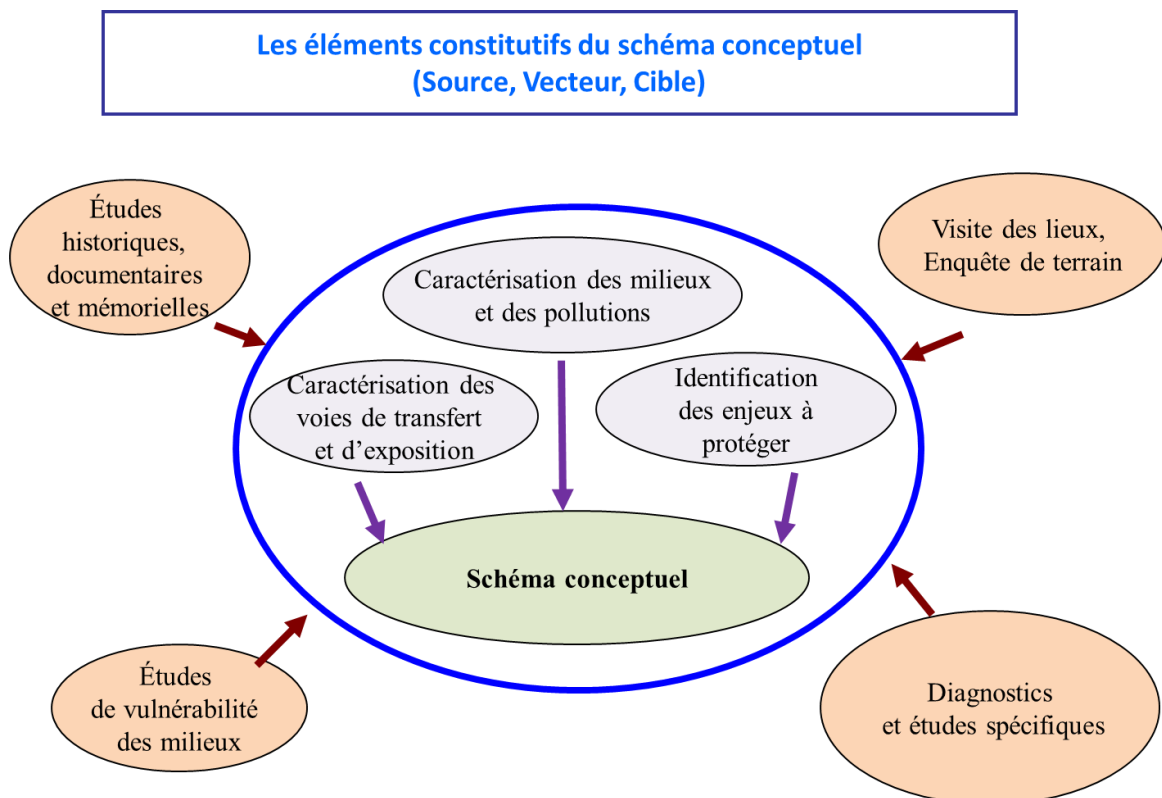 Les éléments constitutifs du schéma conceptuel
(Source, Vecteur, Cible)
Études
historiques,
documentaires
et mémorielles
Visite des lieux,
Enquête de terrain
Caractérisation des milieux
et des pollutions
Caractérisation des
voies de transfert
et d’exposition
Identification
des enjeux à
protéger
Schéma conceptuel
Études
de vulnérabilité
des milieux
Diagnostics
et études spécifiques